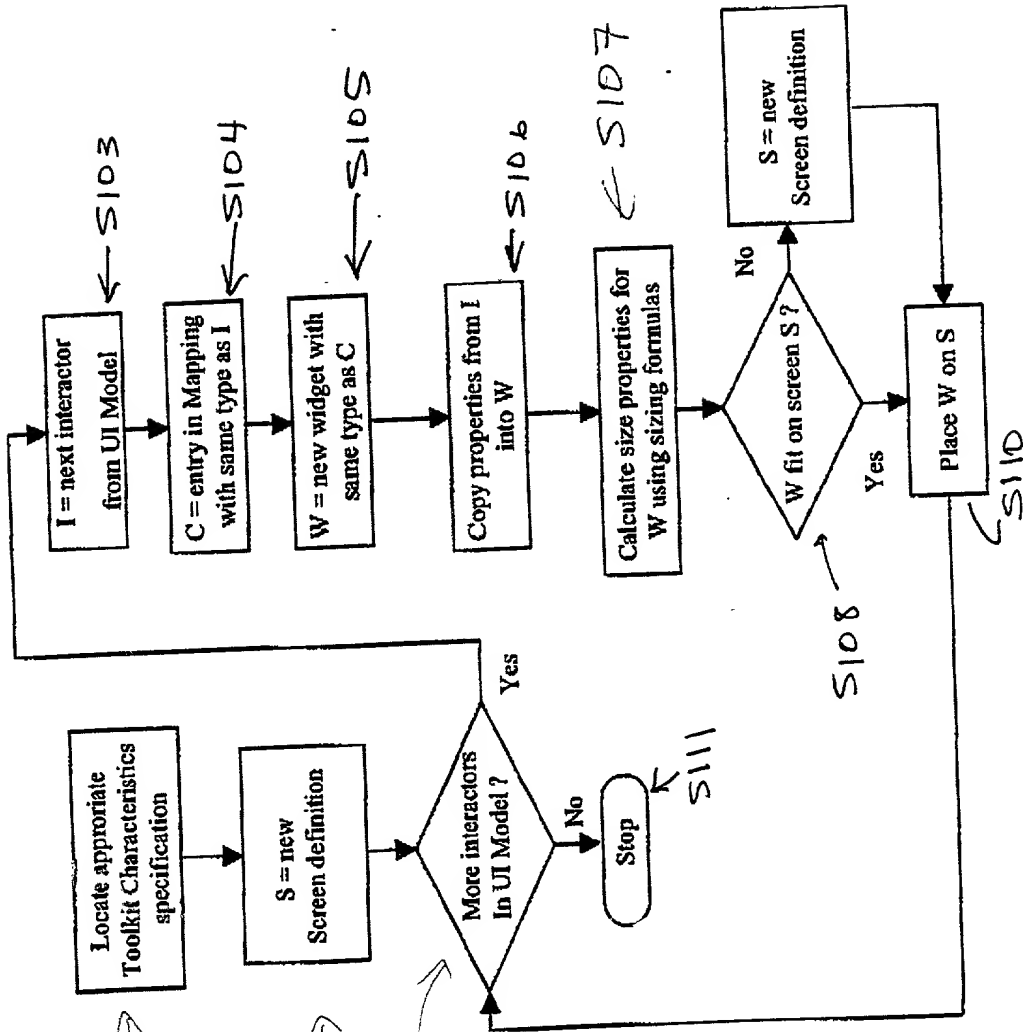 Locate approriate
Toolkit Characteristics
specification
S = new
Screen definition
More interactors
In UI Model ?
Yes
No
Stop
S111
I = next interactor
from UI Model
S103
C = entry in Mapping
with same type as I
S104
W = new widget with
same type as C
S105
Copy properties from I
into W
S106
Calculate size properties for
W using sizing formulas
S107
W fit on screen S ?
S108
No
Yes
S = new
Screen definition
Place W on S
S110